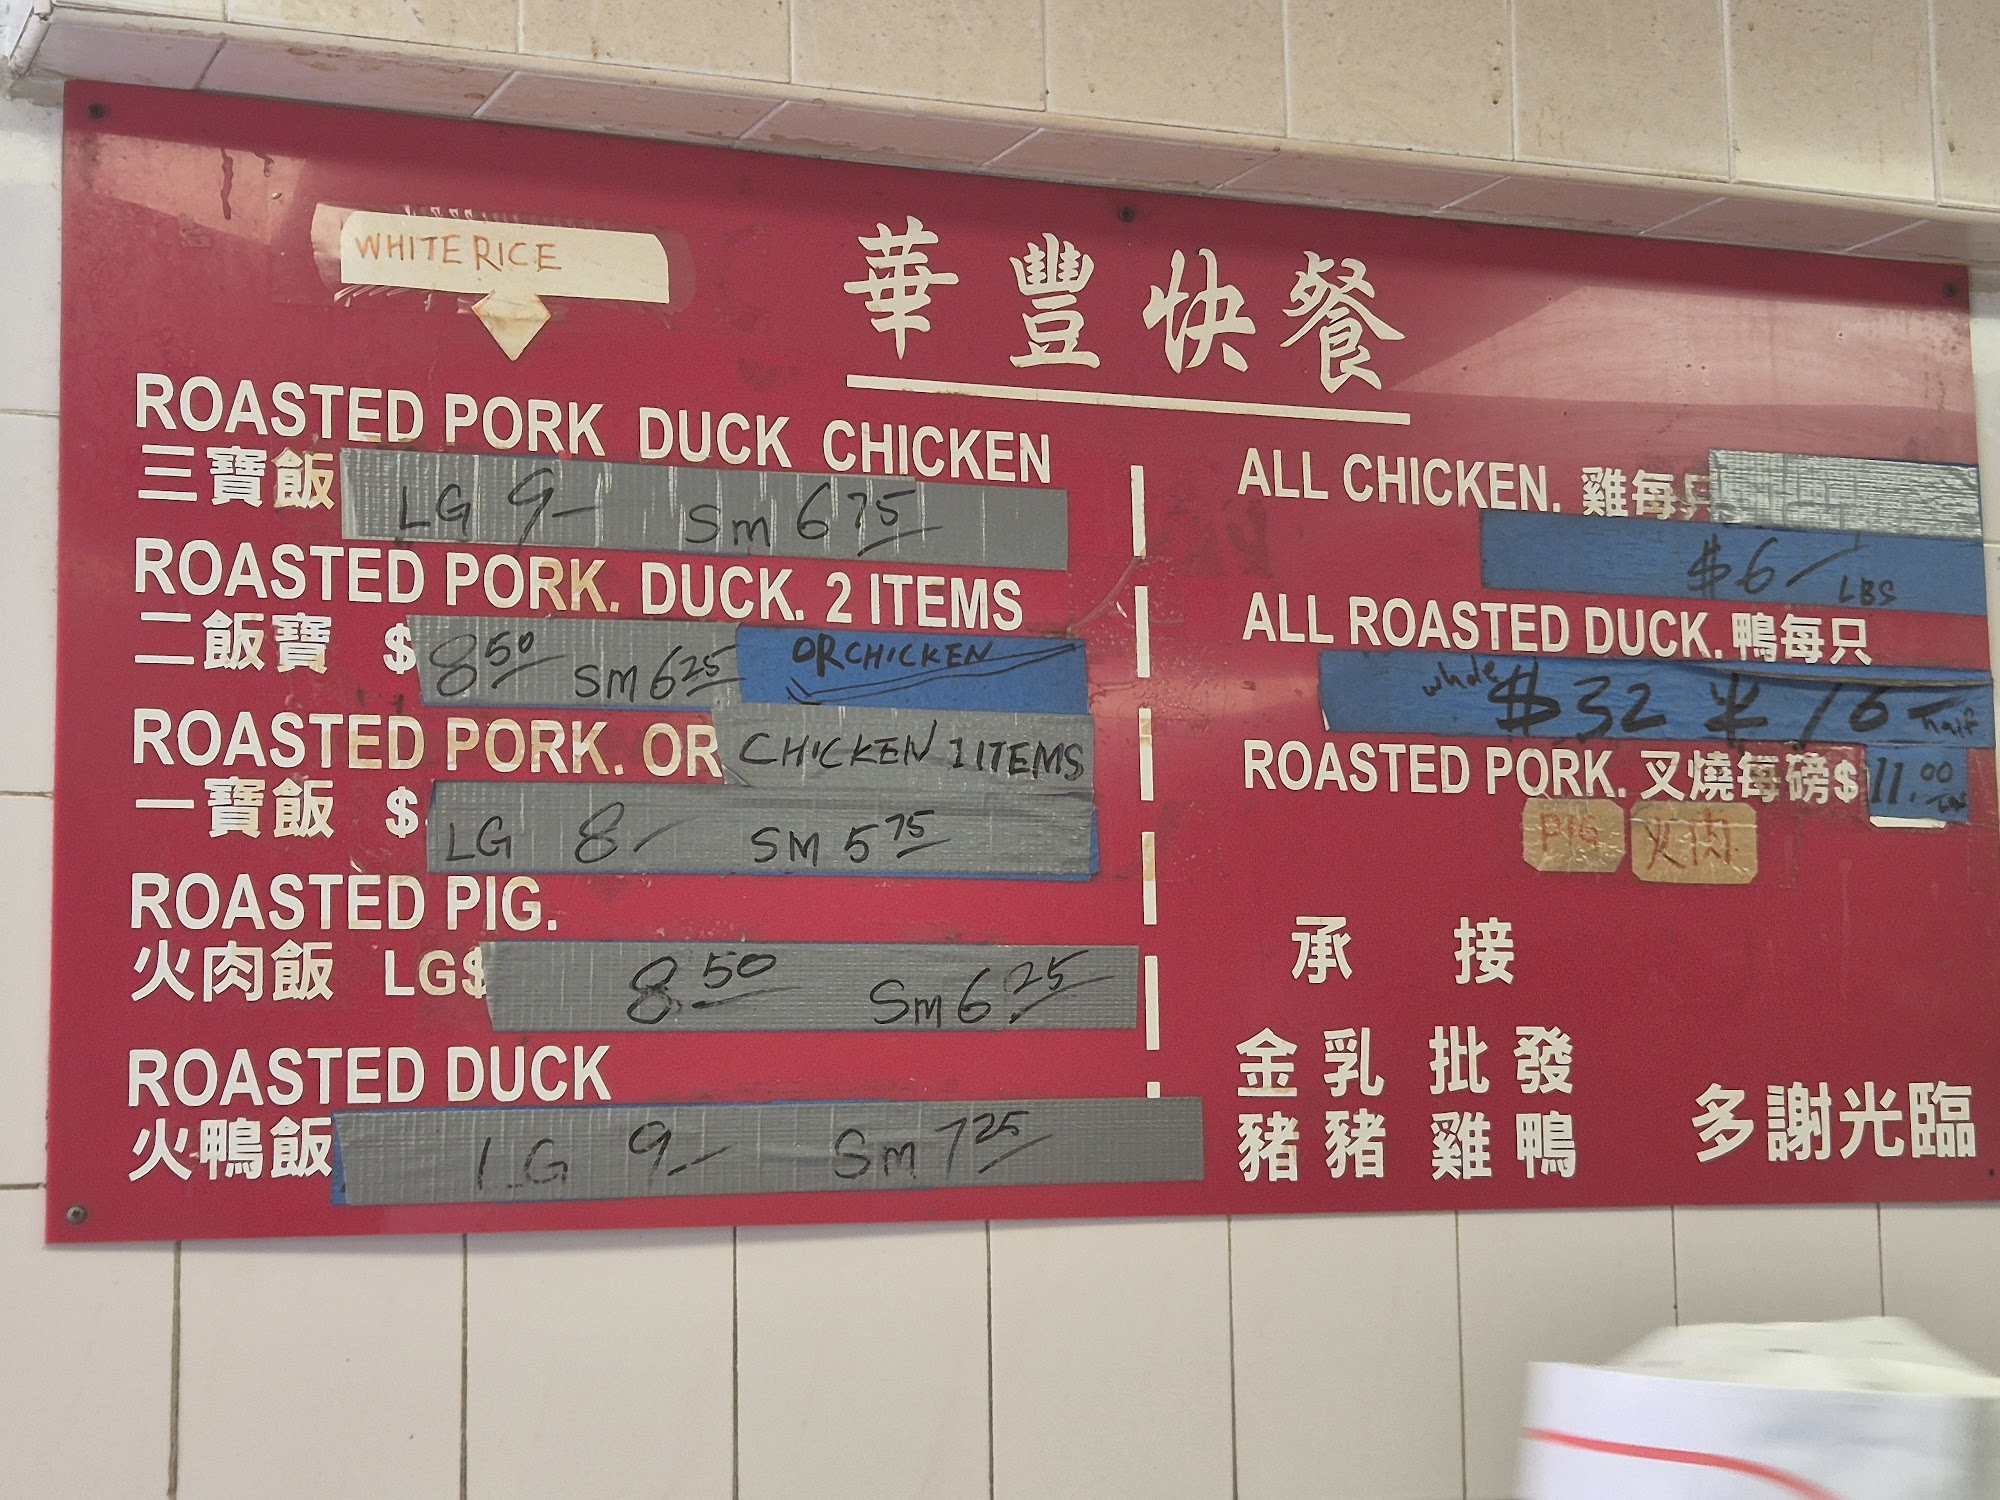 華豐快餐
WHITE RICE
ROASTED PORK DUCK CHICKEN
三寶飯 LG 9- Sm 6 75
ROASTED PORK. DUCK. 2 ITEMS
二飯寶 $ 8 50 Sm 6 25 OR CHICKEN
ROASTED PORK. OR CHICKEN 1 ITEMS
一寶飯 $ LG 8- SM 5 75
ROASTED PIG.
火肉飯 LG$ 8.50 Sm 6 25
ROASTED DUCK
火鴨飯 LG 9- Sm 7 25
ALL CHICKEN. 雞每只
$6- LBS
ALL ROASTED DUCK. 鴨每只
whole $32 半 16- half
ROASTED PORK. 叉燒每磅$ 11.00
PIG 火肉
承接
金乳批發
豬豬雞鴨
多謝光臨